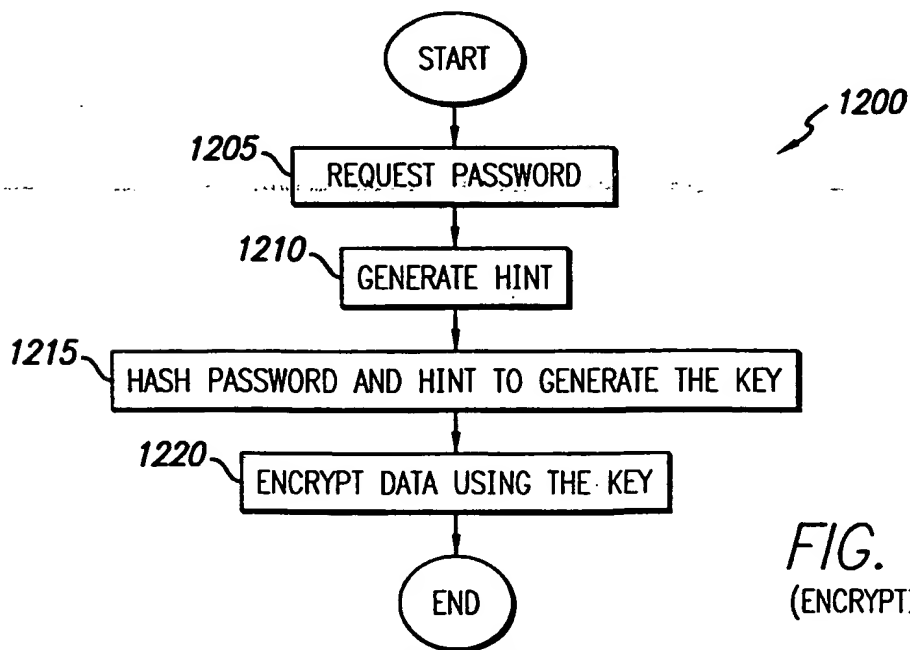 START
1200
1205
REQUEST PASSWORD
1210
GENERATE HINT
1215
HASH PASSWORD AND HINT TO GENERATE THE KEY
1220
ENCRYPT DATA USING THE KEY
END
FIG.
(ENCRYPT)